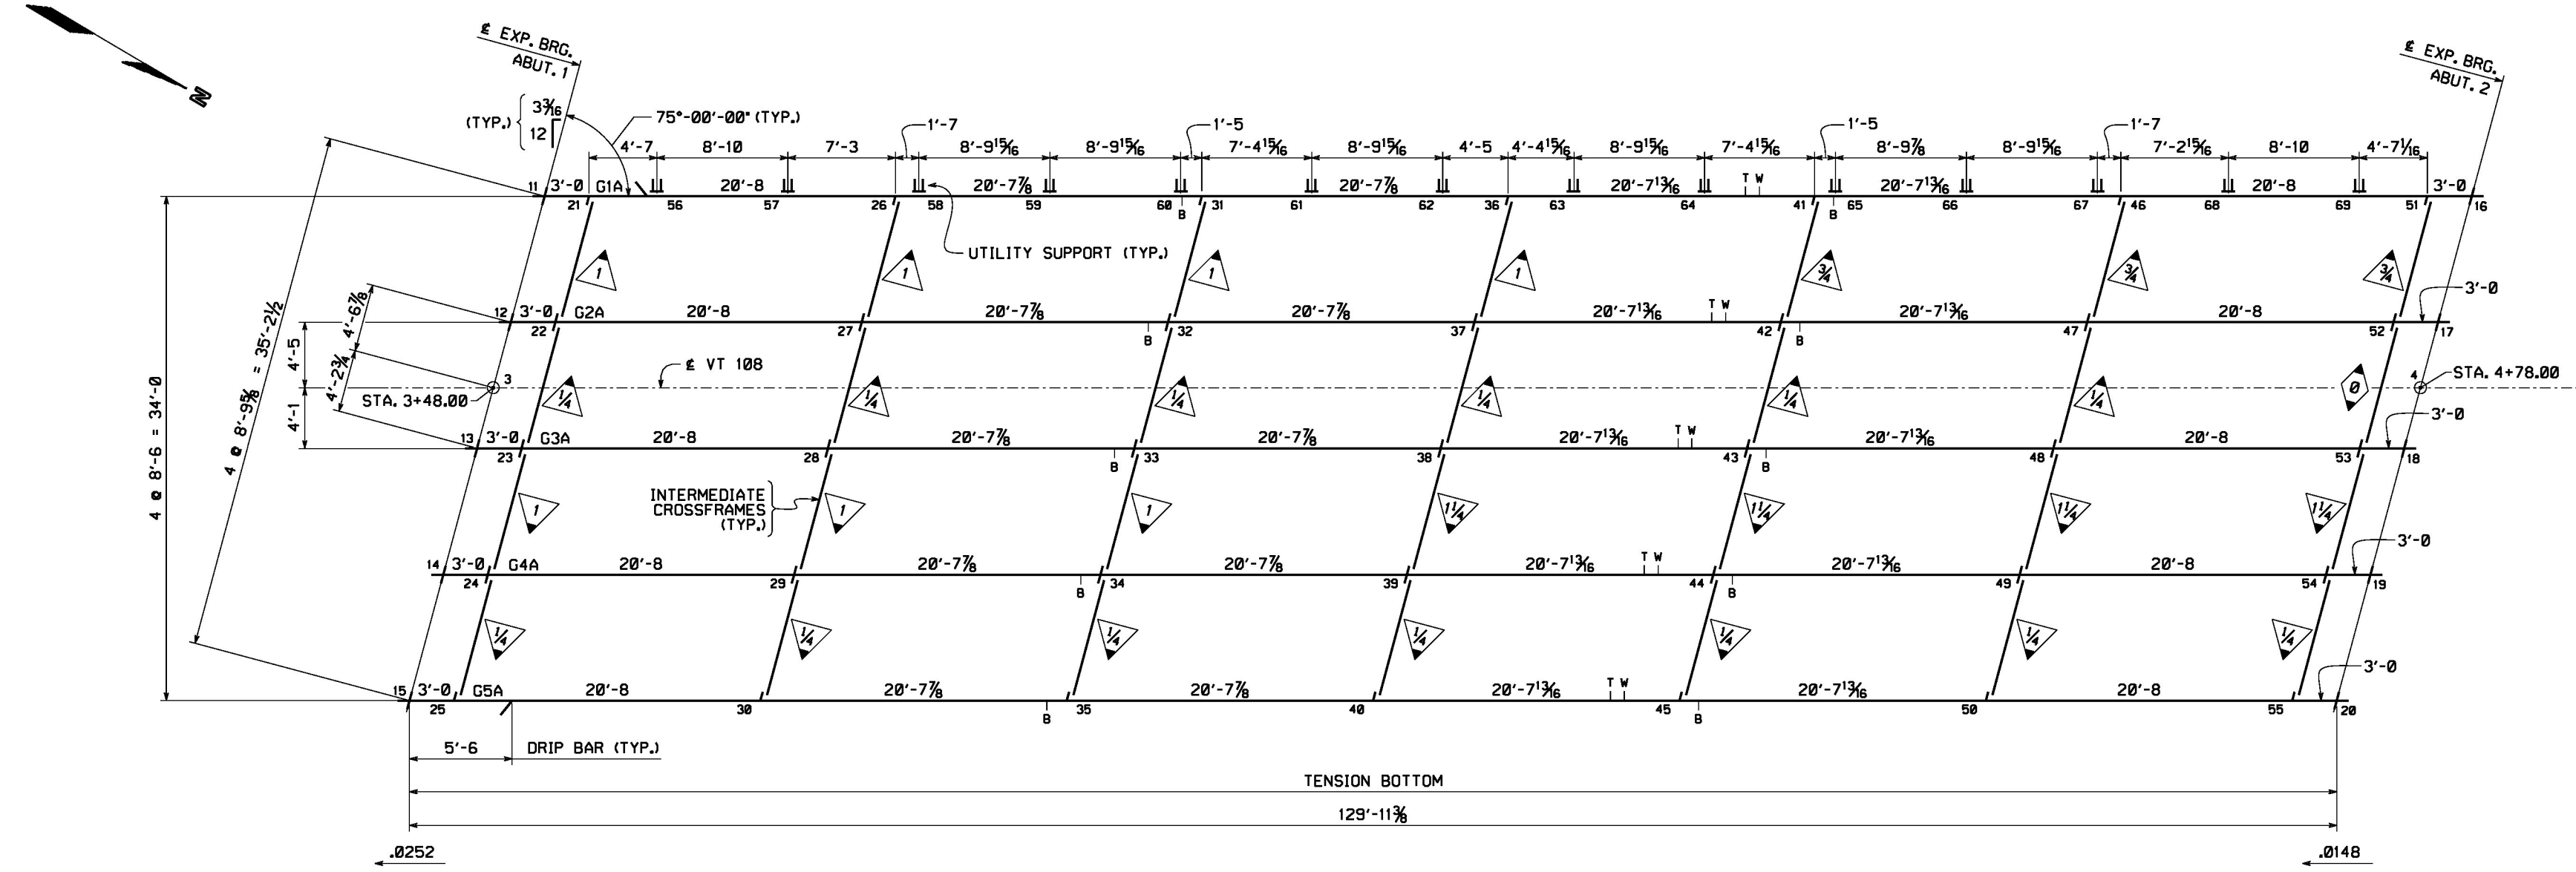 N
℄ EXP. BRG.
ABUT. 1
℄ EXP. BRG.
ABUT. 2
(TYP.) 3 3/16
12
75°-00'-00" (TYP.)
1'-7
1'-5
1'-5
1'-7
4'-7 8'-10 7'-3 8'-9 15/16 8'-9 15/16 7'-4 15/16 8'-9 15/16 4'-5 4'-4 15/16 8'-9 15/16 7'-4 15/16 8'-9 7/8 8'-9 15/16 7'-2 15/16 8'-10 4'-7 1/16
11 3'-0 G1A 20'-8 20'-7 7/8 20'-7 7/8 20'-7 13/16 T W 20'-7 13/16 20'-8 3'-0
21 56 57 26 58 59 60 B 31 61 62 36 63 64 41 B 65 66 67 46 68 69 51 16
UTILITY SUPPORT (TYP.)
1 1 1 1 3/4 3/4 3/4
3'-0
12 3'-0 G2A 20'-8 20'-7 7/8 20'-7 7/8 20'-7 13/16 T W 20'-7 13/16 20'-8
22 27 B 32 37 42 B 47 52 17
4 @ 8'-9 5/8 = 35'-2 1/2
4'-6 7/8
4'-2 3/4
4'-5
4'-1
4 @ 8'-6 = 34'-0
℄ VT 108
3
STA. 3+48.00
4
STA. 4+78.00
1/4 1/4 1/4 1/4 1/4 1/4 0
3'-0
13 3'-0 G3A 20'-8 20'-7 7/8 20'-7 7/8 20'-7 13/16 T W 20'-7 13/16 20'-8
23 28 B 33 38 43 B 48 53 18
INTERMEDIATE
CROSSFRAMES
(TYP.)
1 1 1 1 1/4 1 1/4 1 1/4 1 1/4
3'-0
14 3'-0 G4A 20'-8 20'-7 7/8 20'-7 7/8 20'-7 13/16 T W 20'-7 13/16 20'-8
24 29 B 34 39 44 B 49 54 19
1/4 1/4 1/4 1/4 1/4 1/4 1/4
3'-0
15 3'-0 G5A 20'-8 20'-7 7/8 20'-7 7/8 20'-7 13/16 T W 20'-7 13/16 20'-8
25 30 B 35 40 45 B 50 55 20
5'-6 DRIP BAR (TYP.)
TENSION BOTTOM
129'-11 3/8
.0252
.0148